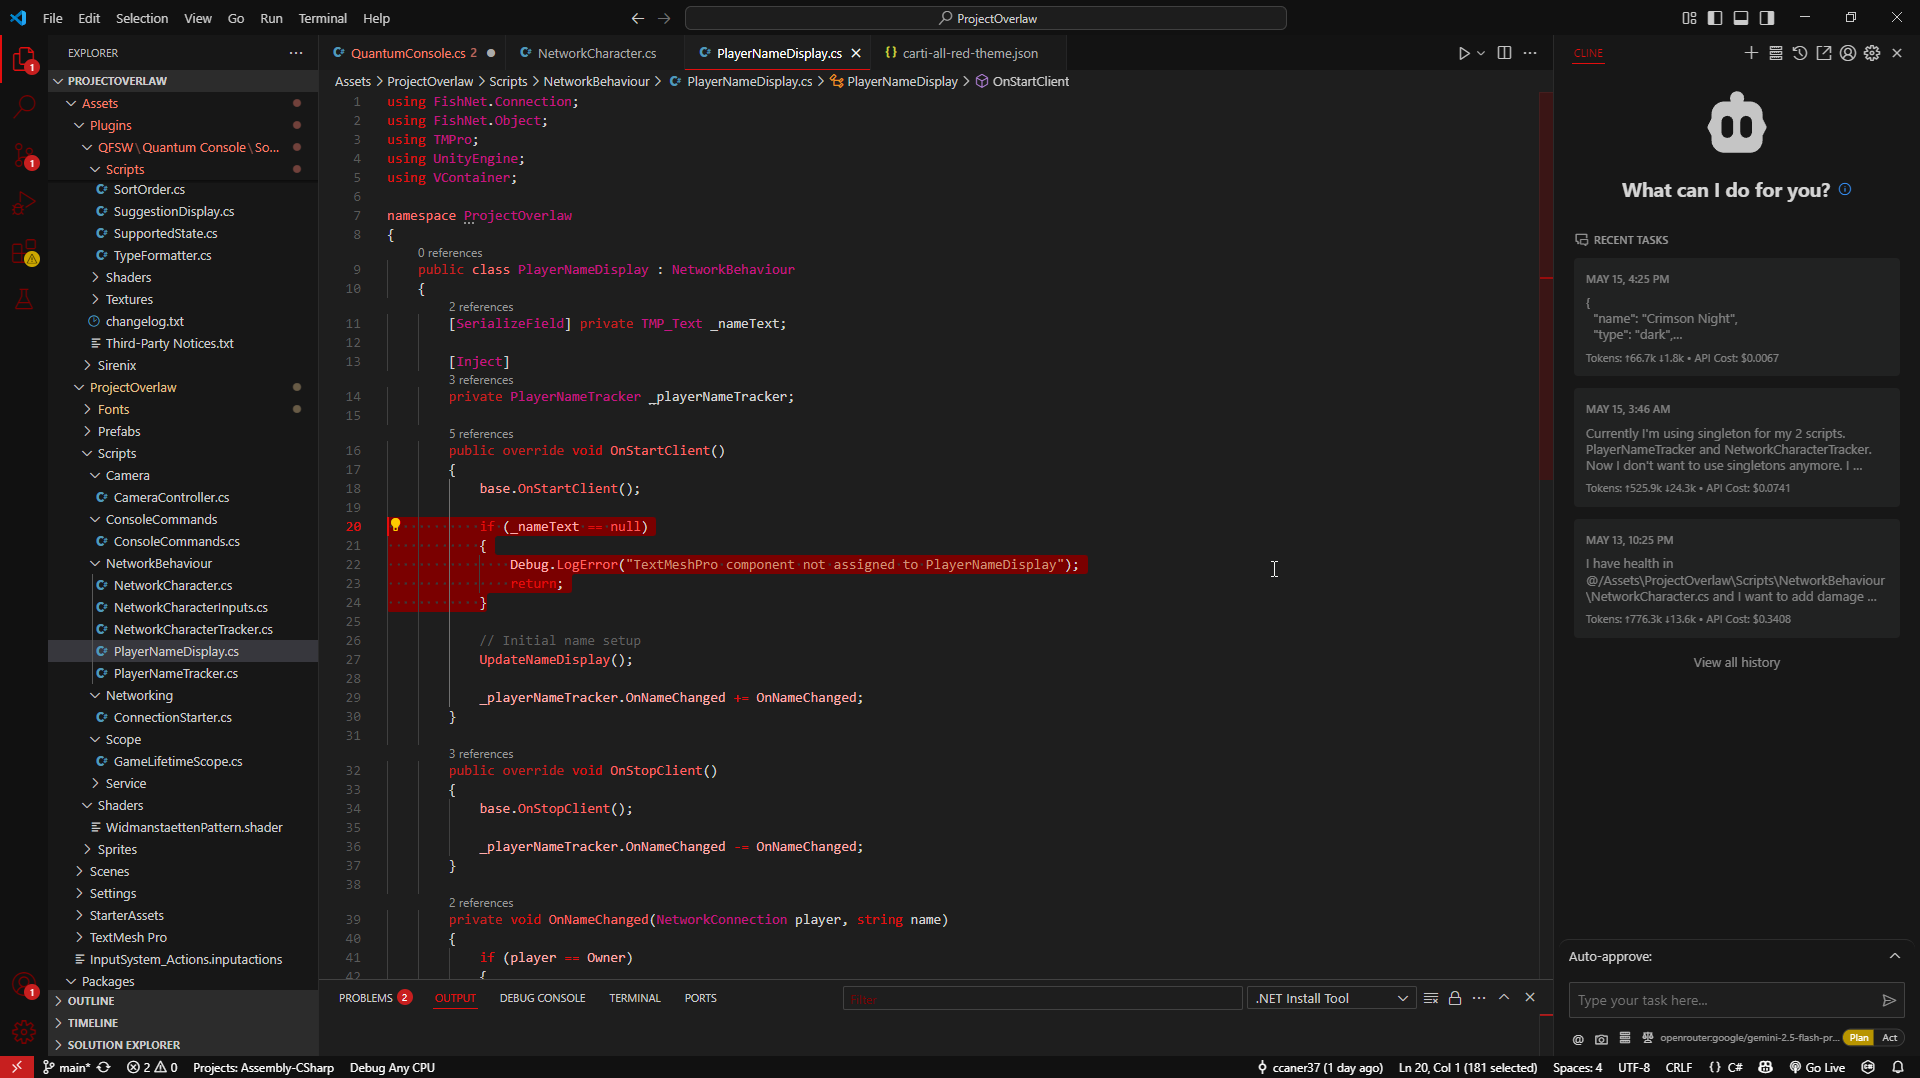 File Edit Selection View Go Run Terminal Help
ProjectOverlaw
EXPLORER
PROJECTOVERLAW
Assets
Plugins
QFSW\Quantum Console\So...
Scripts
SortOrder.cs
SuggestionDisplay.cs
SupportedState.cs
TypeFormatter.cs
Shaders
Textures
changelog.txt
Third-Party Notices.txt
Sirenix
ProjectOverlaw
Fonts
Prefabs
Scripts
Camera
CameraController.cs
ConsoleCommands
ConsoleCommands.cs
NetworkBehaviour
NetworkCharacter.cs
NetworkCharacterInputs.cs
NetworkCharacterTracker.cs
PlayerNameDisplay.cs
PlayerNameTracker.cs
Networking
ConnectionStarter.cs
Scope
GameLifetimeScope.cs
Service
Shaders
WidmanstaettenPattern.shader
Sprites
Scenes
Settings
StarterAssets
TextMesh Pro
InputSystem_Actions.inputactions
Packages
OUTLINE
TIMELINE
SOLUTION EXPLORER
QuantumConsole.cs 2 NetworkCharacter.cs PlayerNameDisplay.cs carti-all-red-theme.json
Assets > ProjectOverlaw > Scripts > NetworkBehaviour > PlayerNameDisplay.cs > PlayerNameDisplay > OnStartClient
1 using FishNet.Connection;
2 using FishNet.Object;
3 using TMPro;
4 using UnityEngine;
5 using VContainer;
6
7 namespace ProjectOverlaw
8 {
0 references
9 public class PlayerNameDisplay : NetworkBehaviour
10 {
2 references
11 [SerializeField] private TMP_Text _nameText;
12
13 [Inject]
3 references
14 private PlayerNameTracker _playerNameTracker;
15
5 references
16 public override void OnStartClient()
17 {
18 base.OnStartClient();
19
20 if (_nameText == null)
21 {
22 Debug.LogError("TextMeshPro component not assigned to PlayerNameDisplay");
23 return;
24 }
25
26 // Initial name setup
27 UpdateNameDisplay();
28
29 _playerNameTracker.OnNameChanged += OnNameChanged;
30 }
31
3 references
32 public override void OnStopClient()
33 {
34 base.OnStopClient();
35
36 _playerNameTracker.OnNameChanged -= OnNameChanged;
37 }
38
2 references
39 private void OnNameChanged(NetworkConnection player, string name)
40 {
41 if (player == Owner)
42 {
PROBLEMS 2 OUTPUT DEBUG CONSOLE TERMINAL PORTS
Filter
.NET Install Tool
CLINE
What can I do for you?
RECENT TASKS
MAY 15, 4:25 PM
{
"name": "Crimson Night",
"type": "dark",...
Tokens: ↑66.7k ↓1.8k • API Cost: $0.0067
MAY 15, 3:46 AM
Currently I'm using singleton for my 2 scripts.
PlayerNameTracker and NetworkCharacterTracker.
Now I don't want to use singletons anymore. I ...
Tokens: ↑525.9k ↓24.3k • API Cost: $0.0741
MAY 13, 10:25 PM
I have health in
@/Assets\ProjectOverlaw\Scripts\NetworkBehaviour
\NetworkCharacter.cs and I want to add damage ...
Tokens: ↑776.3k ↓13.6k • API Cost: $0.3408
View all history
Auto-approve:
Type your task here...
@ openrouter:google/gemini-2.5-flash-pr... Plan Act
main* 2 0 Projects: Assembly-CSharp Debug Any CPU
ccaner37 (1 day ago) Ln 20, Col 1 (181 selected) Spaces: 4 UTF-8 CRLF {} C# Go Live
1
1
1